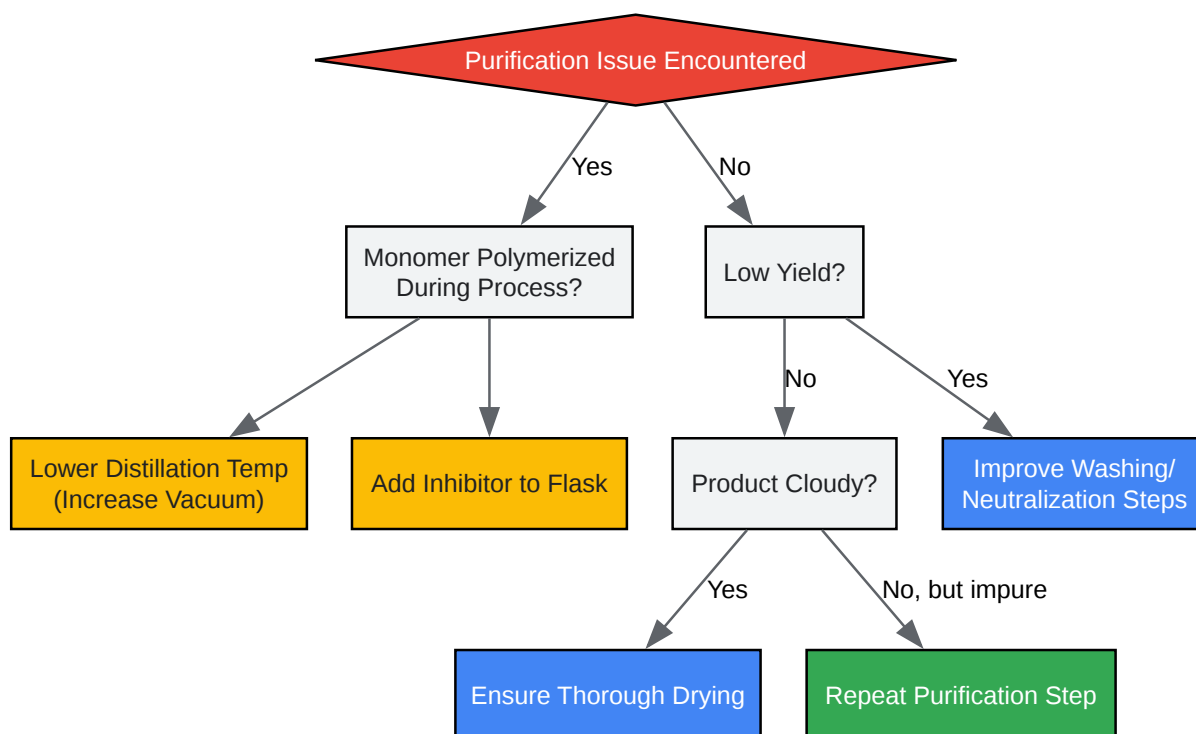 Purification Issue Encountered
Yes
No
Monomer Polymerized
During Process?
Low Yield?
No
Yes
Lower Distillation Temp
(Increase Vacuum)
Add Inhibitor to Flask
Product Cloudy?
Improve Washing/
Neutralization Steps
Yes
No, but impure
Ensure Thorough Drying
Repeat Purification Step